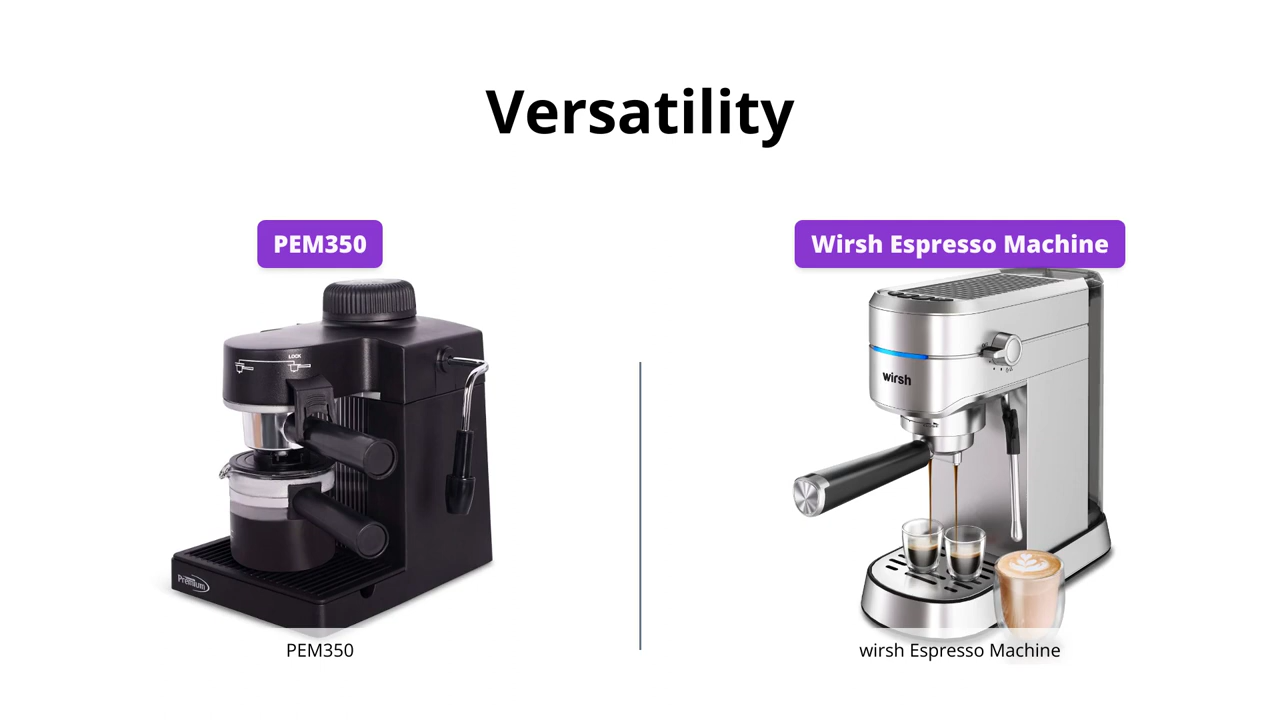 Versatility
PEM350
Wirsh Espresso Machine
LOCK
Premium
wirsh
PEM350
wirsh Espresso Machine